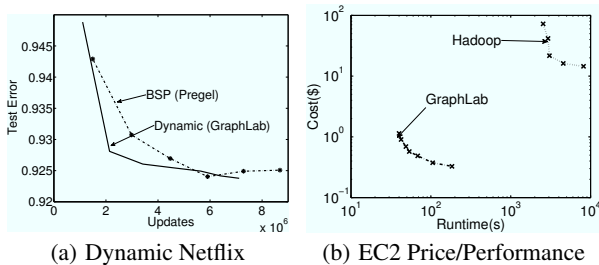 0.945
0.94
0.935
0.93
0.925
0.92
Test Error
BSP (Pregel)
Dynamic (GraphLab)
0 2 4 6 8
Updates
x 10^6
(a) Dynamic Netflix
10^2
10^1
10^0
10^-1
Cost($)
Hadoop
GraphLab
10^1 10^2 10^3 10^4
Runtime(s)
(b) EC2 Price/Performance